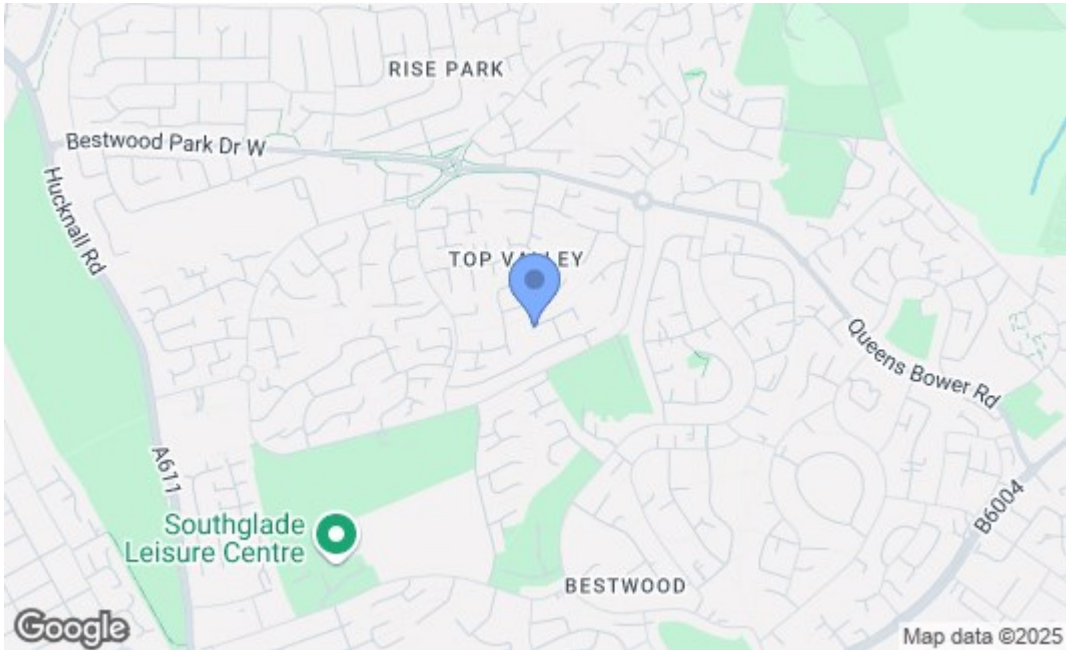 RISE PARK
Bestwood Park Dr W
Hucknall Rd
TOP VALLEY
Queens Bower Rd
A611
B6004
Southglade
Leisure Centre
BESTWOOD
Google
Map data ©2025